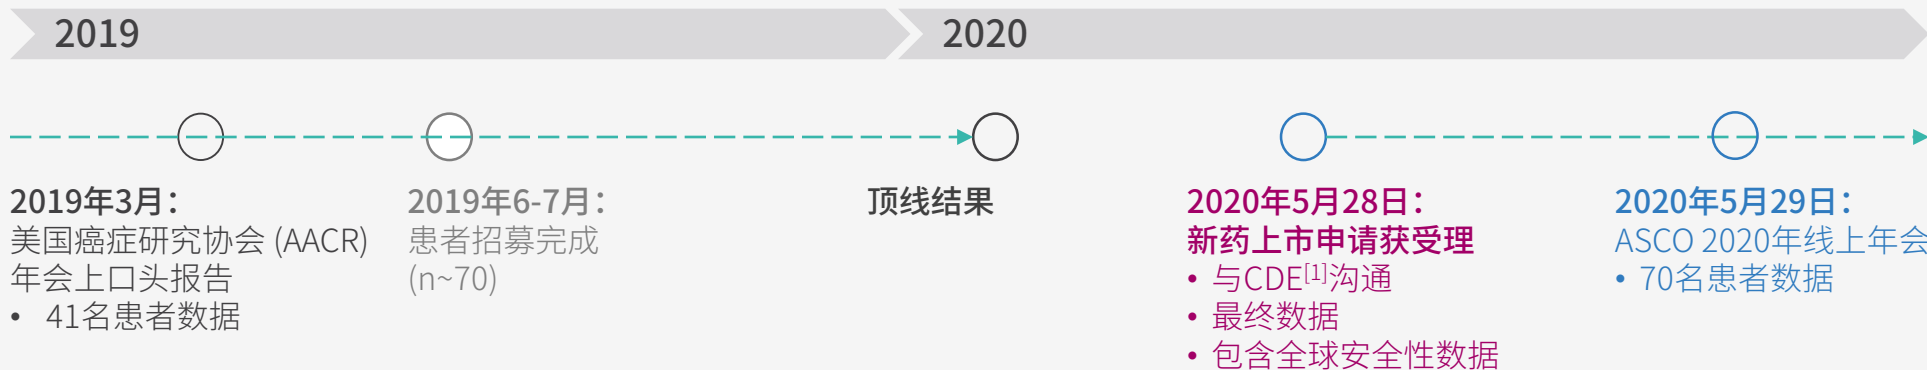 2019
2020
2019年3月：
美国癌症研究协会 (AACR)
年会上口头报告
• 41名患者数据
2019年6-7月：
患者招募完成
(n~70)
顶线结果
2020年5月28日：
新药上市申请获受理
• 与CDE[1]沟通
• 最终数据
• 包含全球安全性数据
2020年5月29日：
ASCO 2020年线上年会
• 70名患者数据